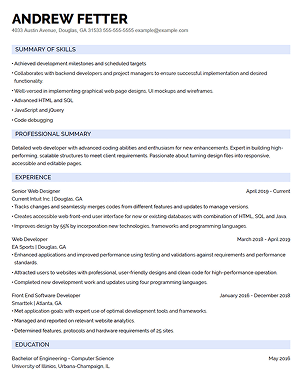 ANDREW FETTER
4033 Austin Avenue, Douglas, GA 31533 555-555-5555 example@example.com
SUMMARY OF SKILLS
• Achieved development milestones and scheduled targets
• Collaborates with backend developers and project managers to ensure successful implementation and desired
functionality.
• Well-versed in implementing graphical web page designs, UI mockups and wireframes
• Advanced HTML and SQL
• JavaScript and jQuery
• Code debugging
PROFESSIONAL SUMMARY
Detailed web developer with advanced coding abilities and enthusiasm for new enhancements. Expert in building high-
performing, scalable structures to meet client requirements. Passionate about turning design files into responsive,
accessible and editable pages.
EXPERIENCE
Senior Web Designer April 2019 - Current
Current Intuit Inc. | Douglas, GA
• Tracks changes and seamlessly merges codes from different features and updates to manage versions.
• Creates accessible web front-end user interface for new or existing databases with combination of HTML, SQL, and Java
• Improves design by 55% by incorporation new technologies, frameworks and programming languages.
Web Developer March 2018 - April 2019
EA Sports | Douglas, GA
• Enhanced applications and improved performance using testing and validations against requirements and performance
standards.
• Attracted users to websites with professional, user-friendly designs and clean code for high-performance operation.
• Completed new development work and updates using four programming languages.
Front End Software Developer January 2016 - December 2018
Smarttek | Atlanta, GA
• Met application goals with expert use of optimal development tools and frameworks.
• Managed and reported on relevant website analytics
• Determined features, protocols and hardware requirements of 25 sites
EDUCATION
Bachelor of Engineering - Computer Science May 2016
University of Illinois, Urbana-Champaign, IL